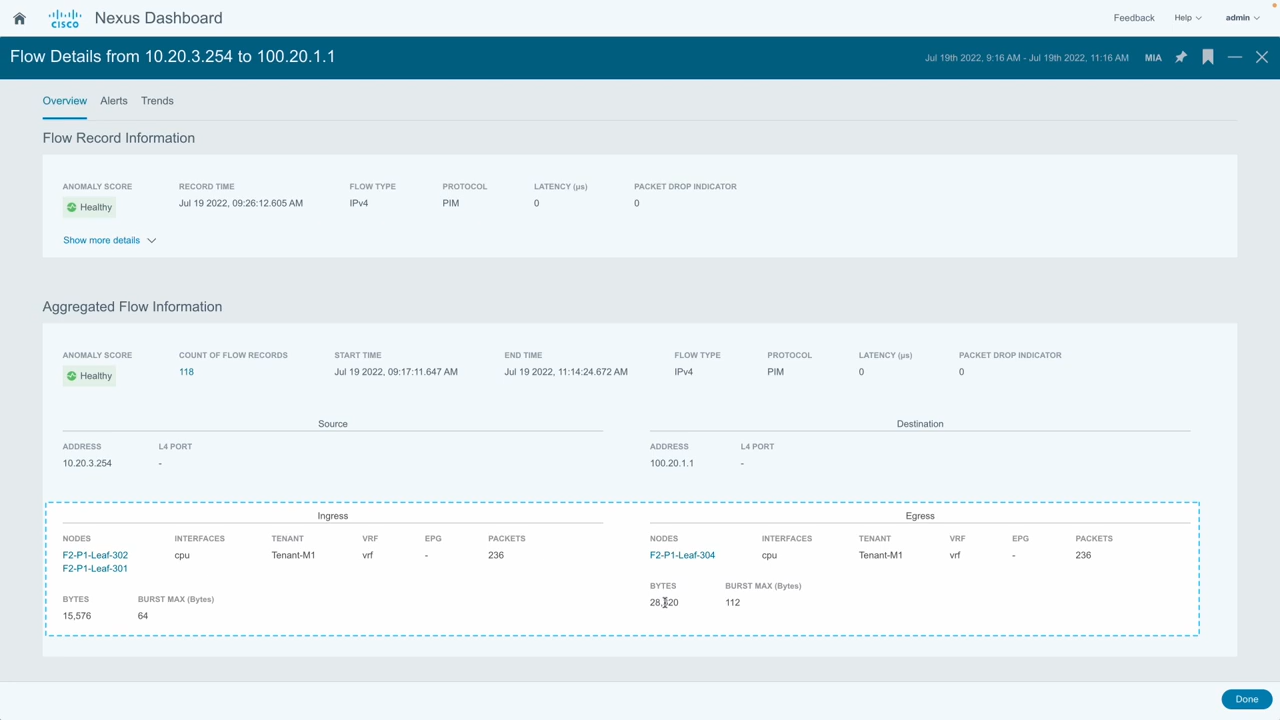 CISCO
Nexus Dashboard
Feedback
Help
admin
Flow Details from 10.20.3.254 to 100.20.1.1
Jul 19th 2022, 9:16 AM - Jul 19th 2022, 11:16 AM
MIA
Overview Alerts Trends
Flow Record Information
ANOMALY SCORE RECORD TIME FLOW TYPE PROTOCOL LATENCY (µs) PACKET DROP INDICATOR
Healthy Jul 19 2022, 09:26:12.605 AM IPv4 PIM 0 0
Show more details
Aggregated Flow Information
ANOMALY SCORE COUNT OF FLOW RECORDS START TIME END TIME FLOW TYPE PROTOCOL LATENCY (µs) PACKET DROP INDICATOR
Healthy 118 Jul 19 2022, 09:17:11.647 AM Jul 19 2022, 11:14:24.672 AM IPv4 PIM 0 0
Source
ADDRESS L4 PORT
10.20.3.254 -
Destination
ADDRESS L4 PORT
100.20.1.1 -
Ingress
NODES INTERFACES TENANT VRF EPG PACKETS
F2-P1-Leaf-302 cpu Tenant-M1 vrf - 236
F2-P1-Leaf-301
BYTES BURST MAX (Bytes)
15,576 64
Egress
NODES INTERFACES TENANT VRF EPG PACKETS
F2-P1-Leaf-304 cpu Tenant-M1 vrf - 236
BYTES BURST MAX (Bytes)
112
Done